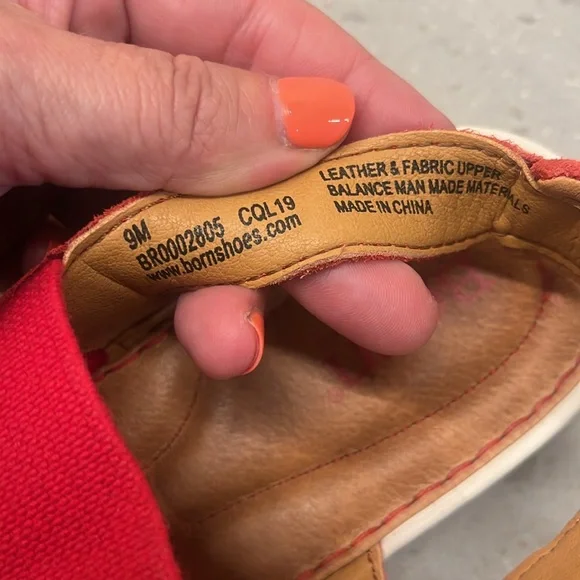 9M
BR0002805 CQL19
www.bornshoes.com
LEATHER & FABRIC UPPER
BALANCE MAN MADE MATERIALS
MADE IN CHINA